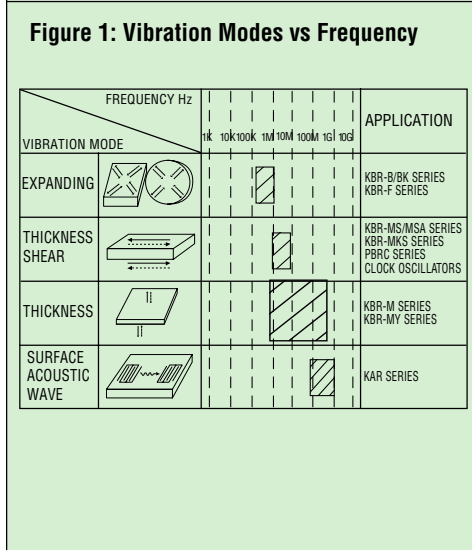 Figure 1: Vibration Modes vs Frequency
FREQUENCY Hz
VIBRATION MODE
1K 10K 100K 1M 10M 100M 1G 10G
APPLICATION
EXPANDING
KBR-B/BK SERIES
KBR-F SERIES
THICKNESS
SHEAR
KBR-MS/MSA SERIES
KBR-MKS SERIES
PBRC SERIES
CLOCK OSCILLATORS
THICKNESS
KBR-M SERIES
KBR-MY SERIES
SURFACE
ACOUSTIC
WAVE
KAR SERIES